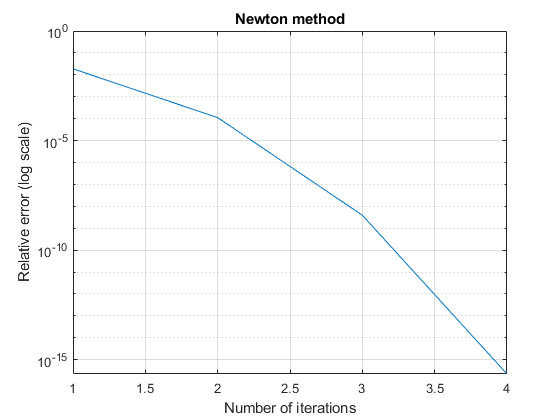 Newton method
Relative error (log scale)
10^0
10^-5
10^-10
10^-15
1 1.5 2 2.5 3 3.5 4
Number of iterations